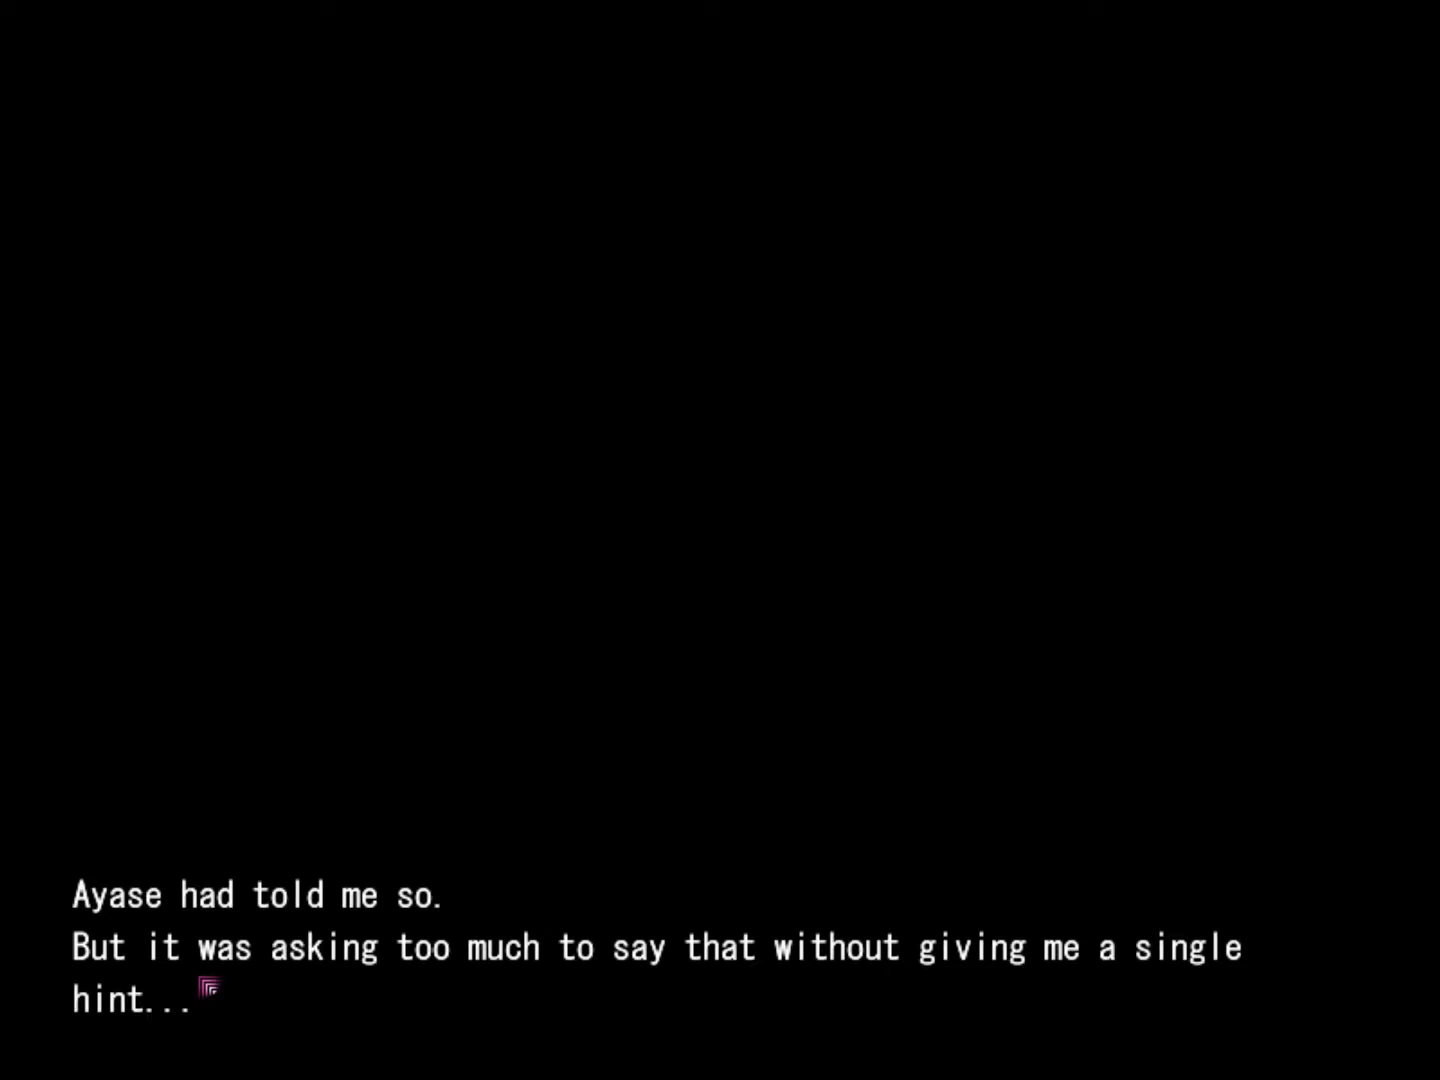 Ayase had told me so.
But it was asking too much to say that without giving me a single
hint...